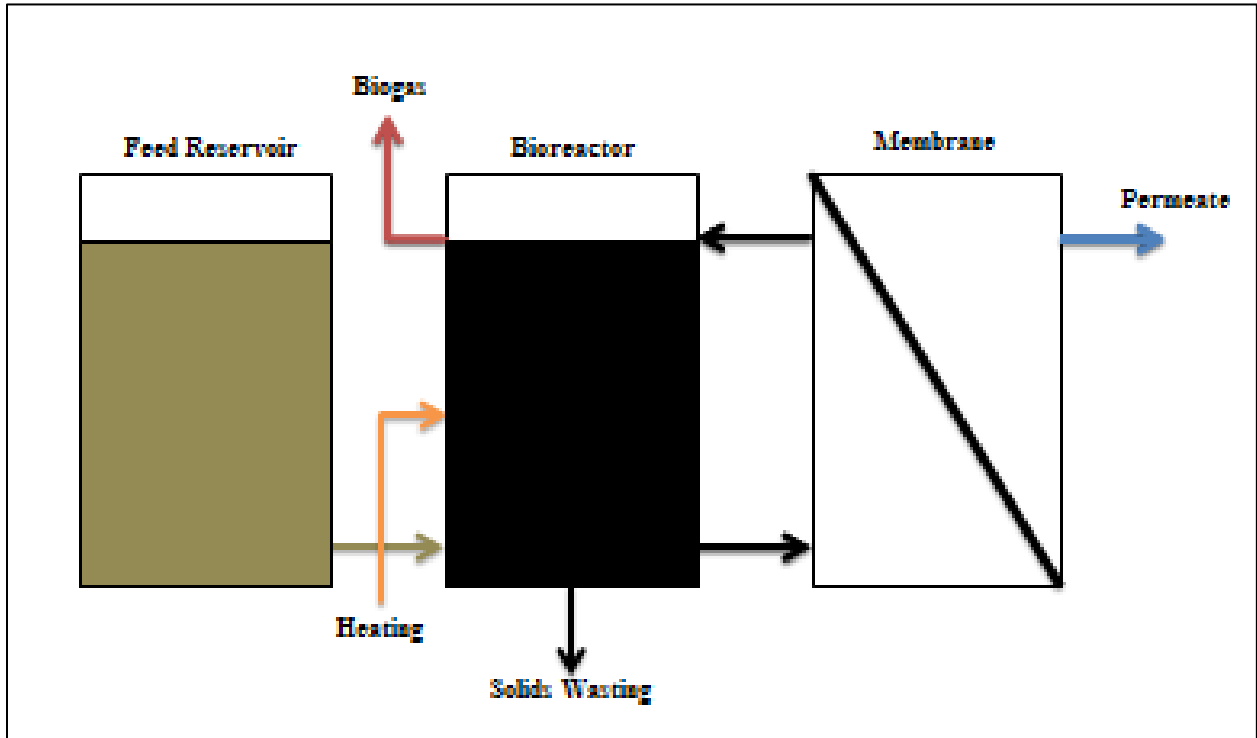 Biogas
Feed Reservoir
Bioreactor
Membrane
Permeate
Heating
Solids Wasting